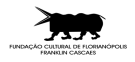 FUNDAÇÃO CULTURAL DE FLORIANÓPOLIS
FRANKLIN CASCAES